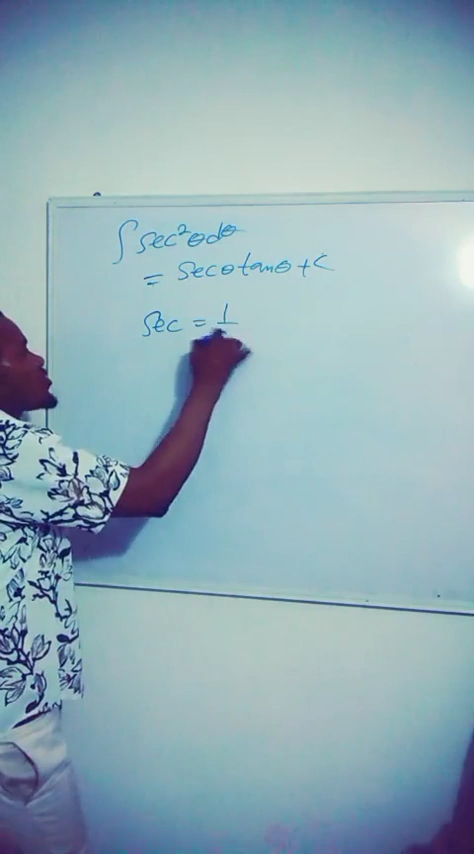 ∫ sec²θdθ
= secθtanθ + C
sec = 1